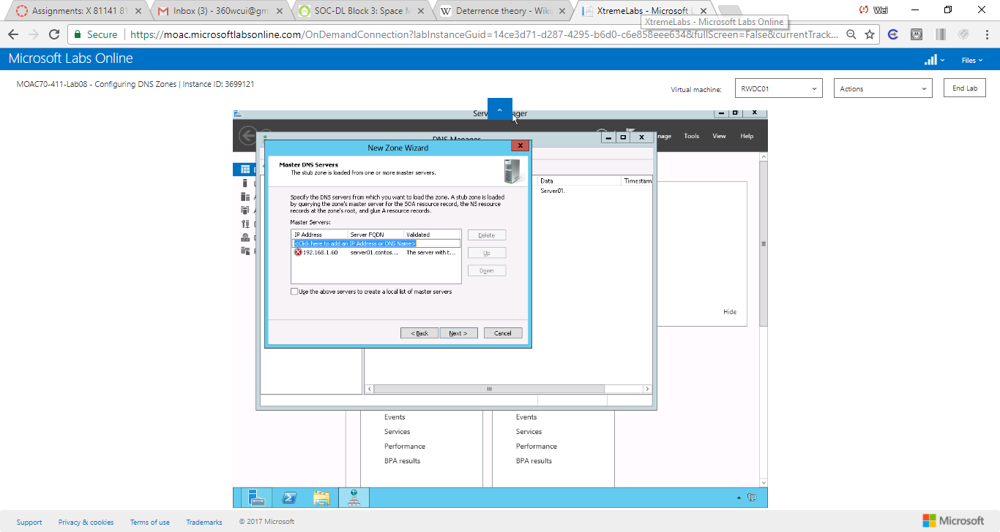 Assignments: X 81141 81
Inbox (3) - 360wcui@gm
SOC-DL Block 3: Space M
Deterrence theory - Wiki
XtremeLabs - Microsoft L
Wei
XtremeLabs - Microsoft Labs Online
Secure
https://moac.microsoftlabsonline.com/OnDemandConnection?labInstanceGuid=14ce3d71-d287-4295-b6d0-c6e858eee634&fullScreen=False&currentTrack...
Microsoft Labs Online
Files
MOAC70-411-Lab08 - Configuring DNS Zones | Instance ID: 3699121
Virtual machine:
RWDC01
Actions
End Lab
Serv
ager
nage
Tools
View
Help
DNS Manager
New Zone Wizard
Master DNS Servers
The stub zone is loaded from one or more master servers.
Specify the DNS servers from which you want to load the zone. A stub zone is loaded
by querying the zone's master server for the SOA resource record, the NS resource
records at the zone's root, and glue A resource records.
Master Servers:
IP Address
Server FQDN
Validated
<Click here to add an IP Address or DNS Name>
192.168.1.60
server01.contos...
The server with t...
Delete
Up
Down
Use the above servers to create a local list of master servers
< Back
Next >
Cancel
Data
Timestam
Server01.
Hide
Events
Services
Performance
BPA results
Events
Services
Performance
BPA results
Support
Privacy & cookies
Terms of use
Trademarks
© 2017 Microsoft
Microsoft